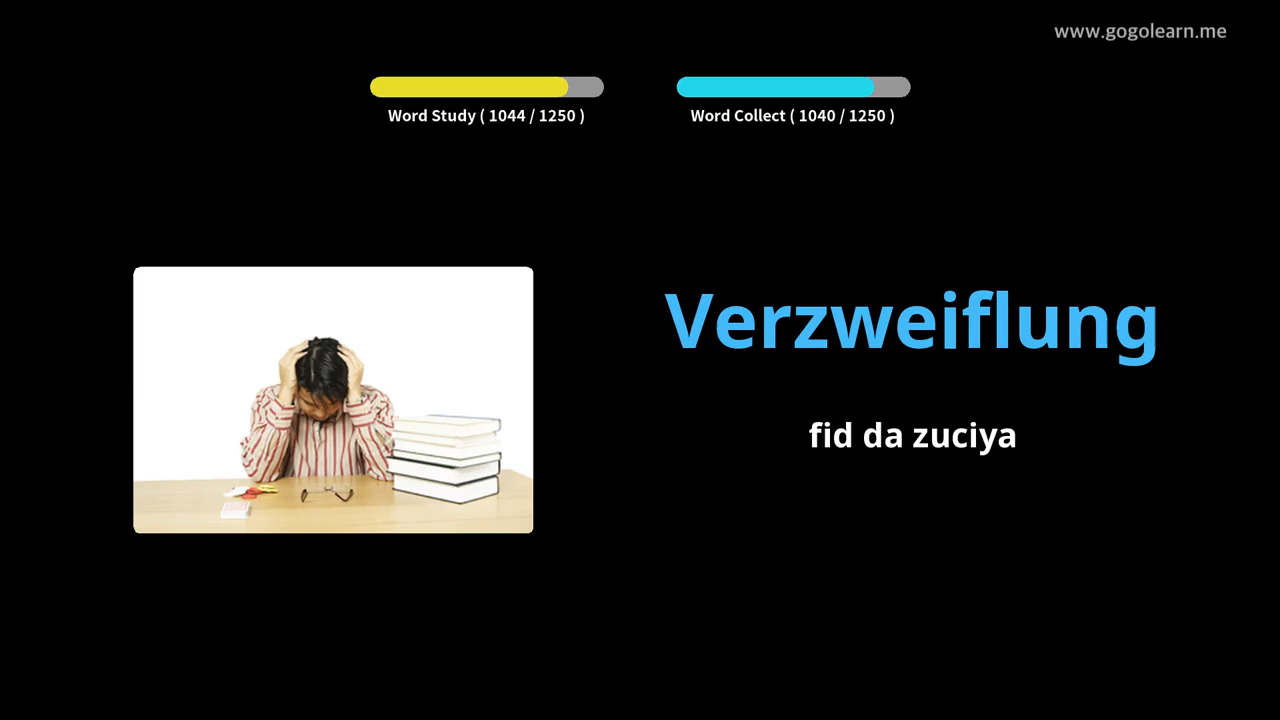 www.gogolearn.me
Word Study ( 1044 / 1250 )
Word Collect ( 1040 / 1250 )
Verzweiflung
fid da zuciya